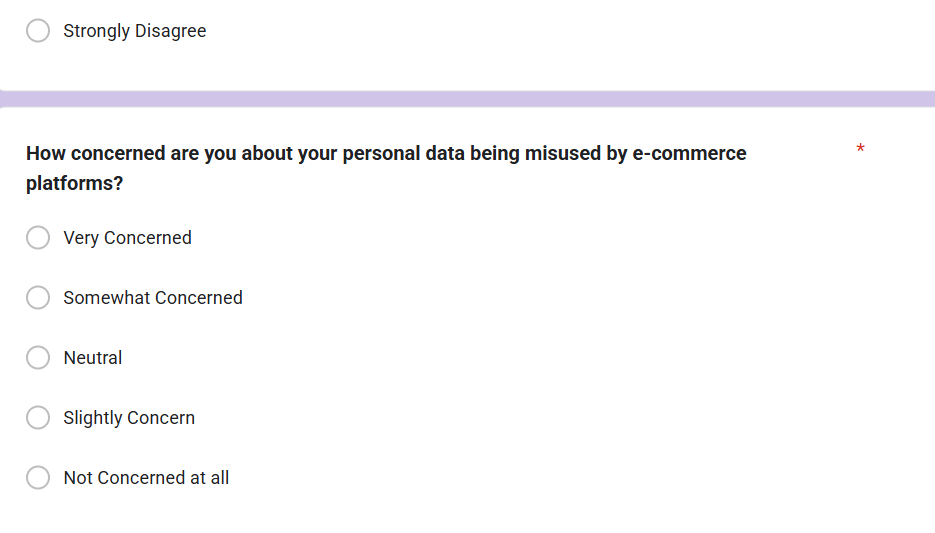 Strongly Disagree
How concerned are you about your personal data being misused by e-commerce *
platforms?
Very Concerned
Somewhat Concerned
Neutral
Slightly Concern
Not Concerned at all